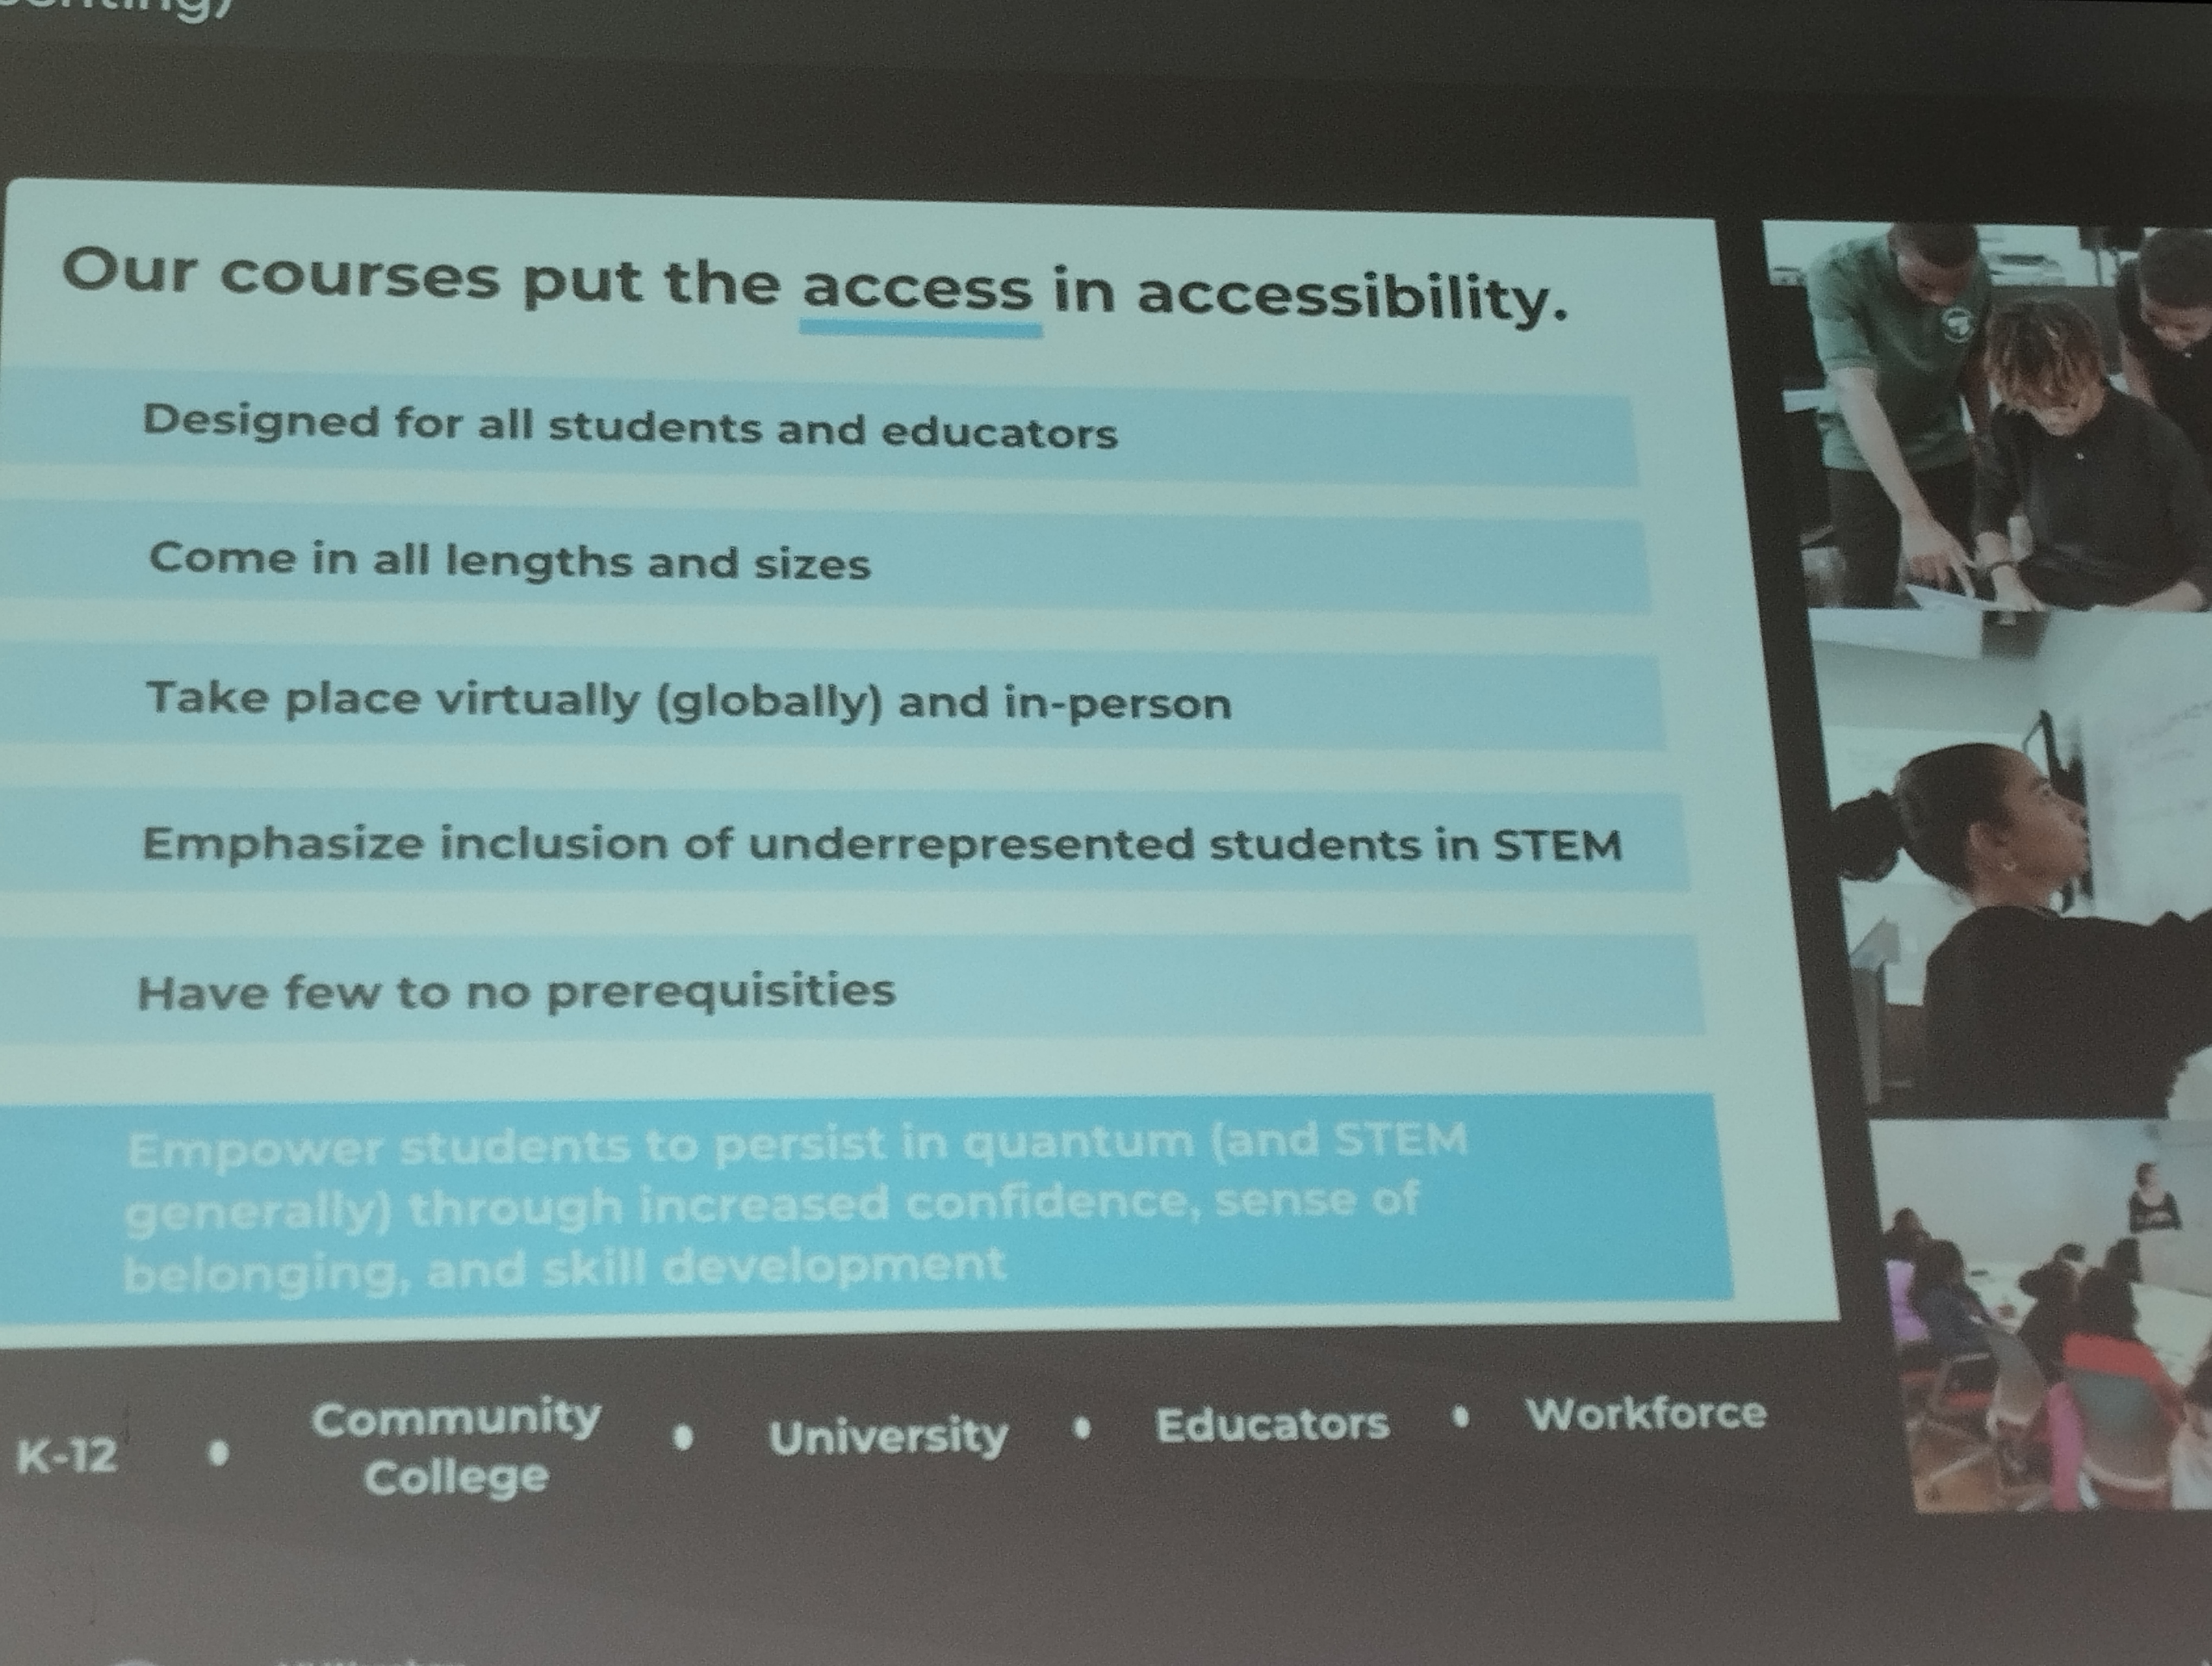 Our courses put the access in accessibility.
Designed for all students and educators
Come in all lengths and sizes
Take place virtually (globally) and in-person
Emphasize inclusion of underrepresented students in STEM
Have few to no prerequisities
Empower students to persist in quantum (and STEM
generally) through increased confidence, sense of
belonging, and skill development
K-12 • Community College • University • Educators • Workforce